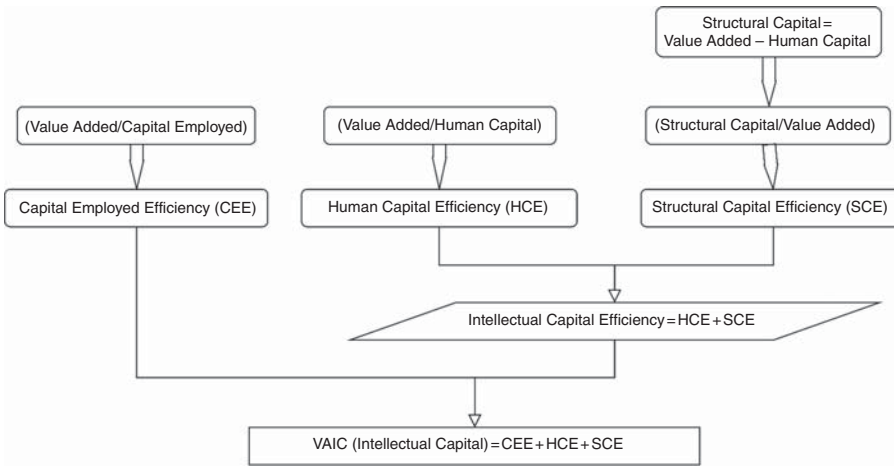 Structural Capital=
Value Added – Human Capital
(Value Added/Capital Employed)
(Value Added/Human Capital)
(Structural Capital/Value Added)
Capital Employed Efficiency (CEE)
Human Capital Efficiency (HCE)
Structural Capital Efficiency (SCE)
Intellectual Capital Efficiency=HCE+SCE
VAIC (Intellectual Capital)=CEE+HCE+SCE